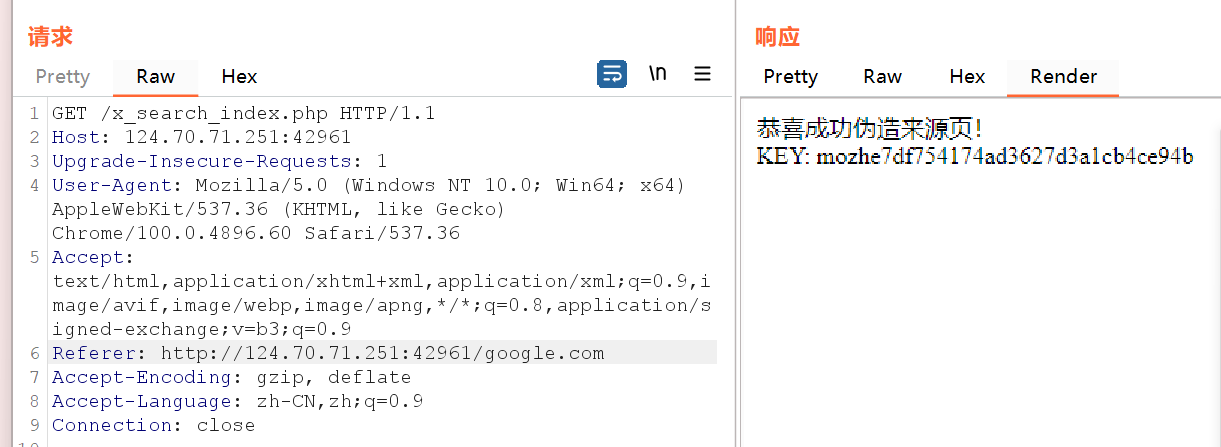 请求
Pretty Raw Hex \n
1 GET /x_search_index.php HTTP/1.1
2 Host: 124.70.71.251:42961
3 Upgrade-Insecure-Requests: 1
4 User-Agent: Mozilla/5.0 (Windows NT 10.0; Win64; x64)
AppleWebKit/537.36 (KHTML, like Gecko)
Chrome/100.0.4896.60 Safari/537.36
5 Accept:
text/html,application/xhtml+xml,application/xml;q=0.9,i
mage/avif,image/webp,image/apng,*/*;q=0.8,application/s
igned-exchange;v=b3;q=0.9
6 Referer: http://124.70.71.251:42961/google.com
7 Accept-Encoding: gzip, deflate
8 Accept-Language: zh-CN,zh;q=0.9
9 Connection: close
10
响应
Pretty Raw Hex Render
恭喜成功伪造来源页!
KEY: mozhe7df754174ad3627d3a1cb4ce94b